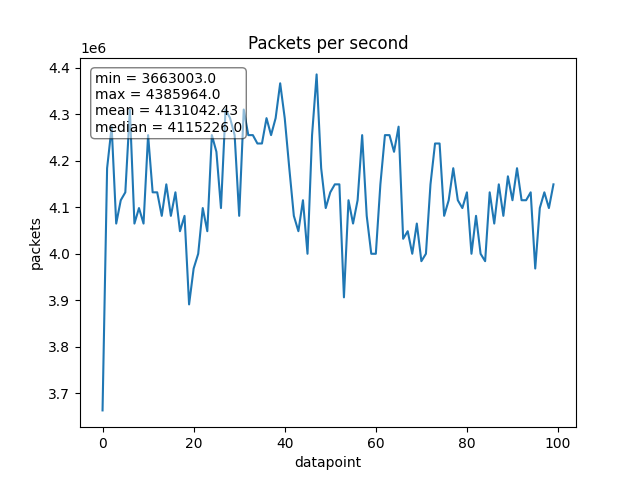 Packets per second
1e6
min = 3663003.0
max = 4385964.0
mean = 4131042.43
median = 4115226.0
4.4
4.3
4.2
4.1
4.0
3.9
3.8
3.7
packets
0 20 40 60 80 100
datapoint